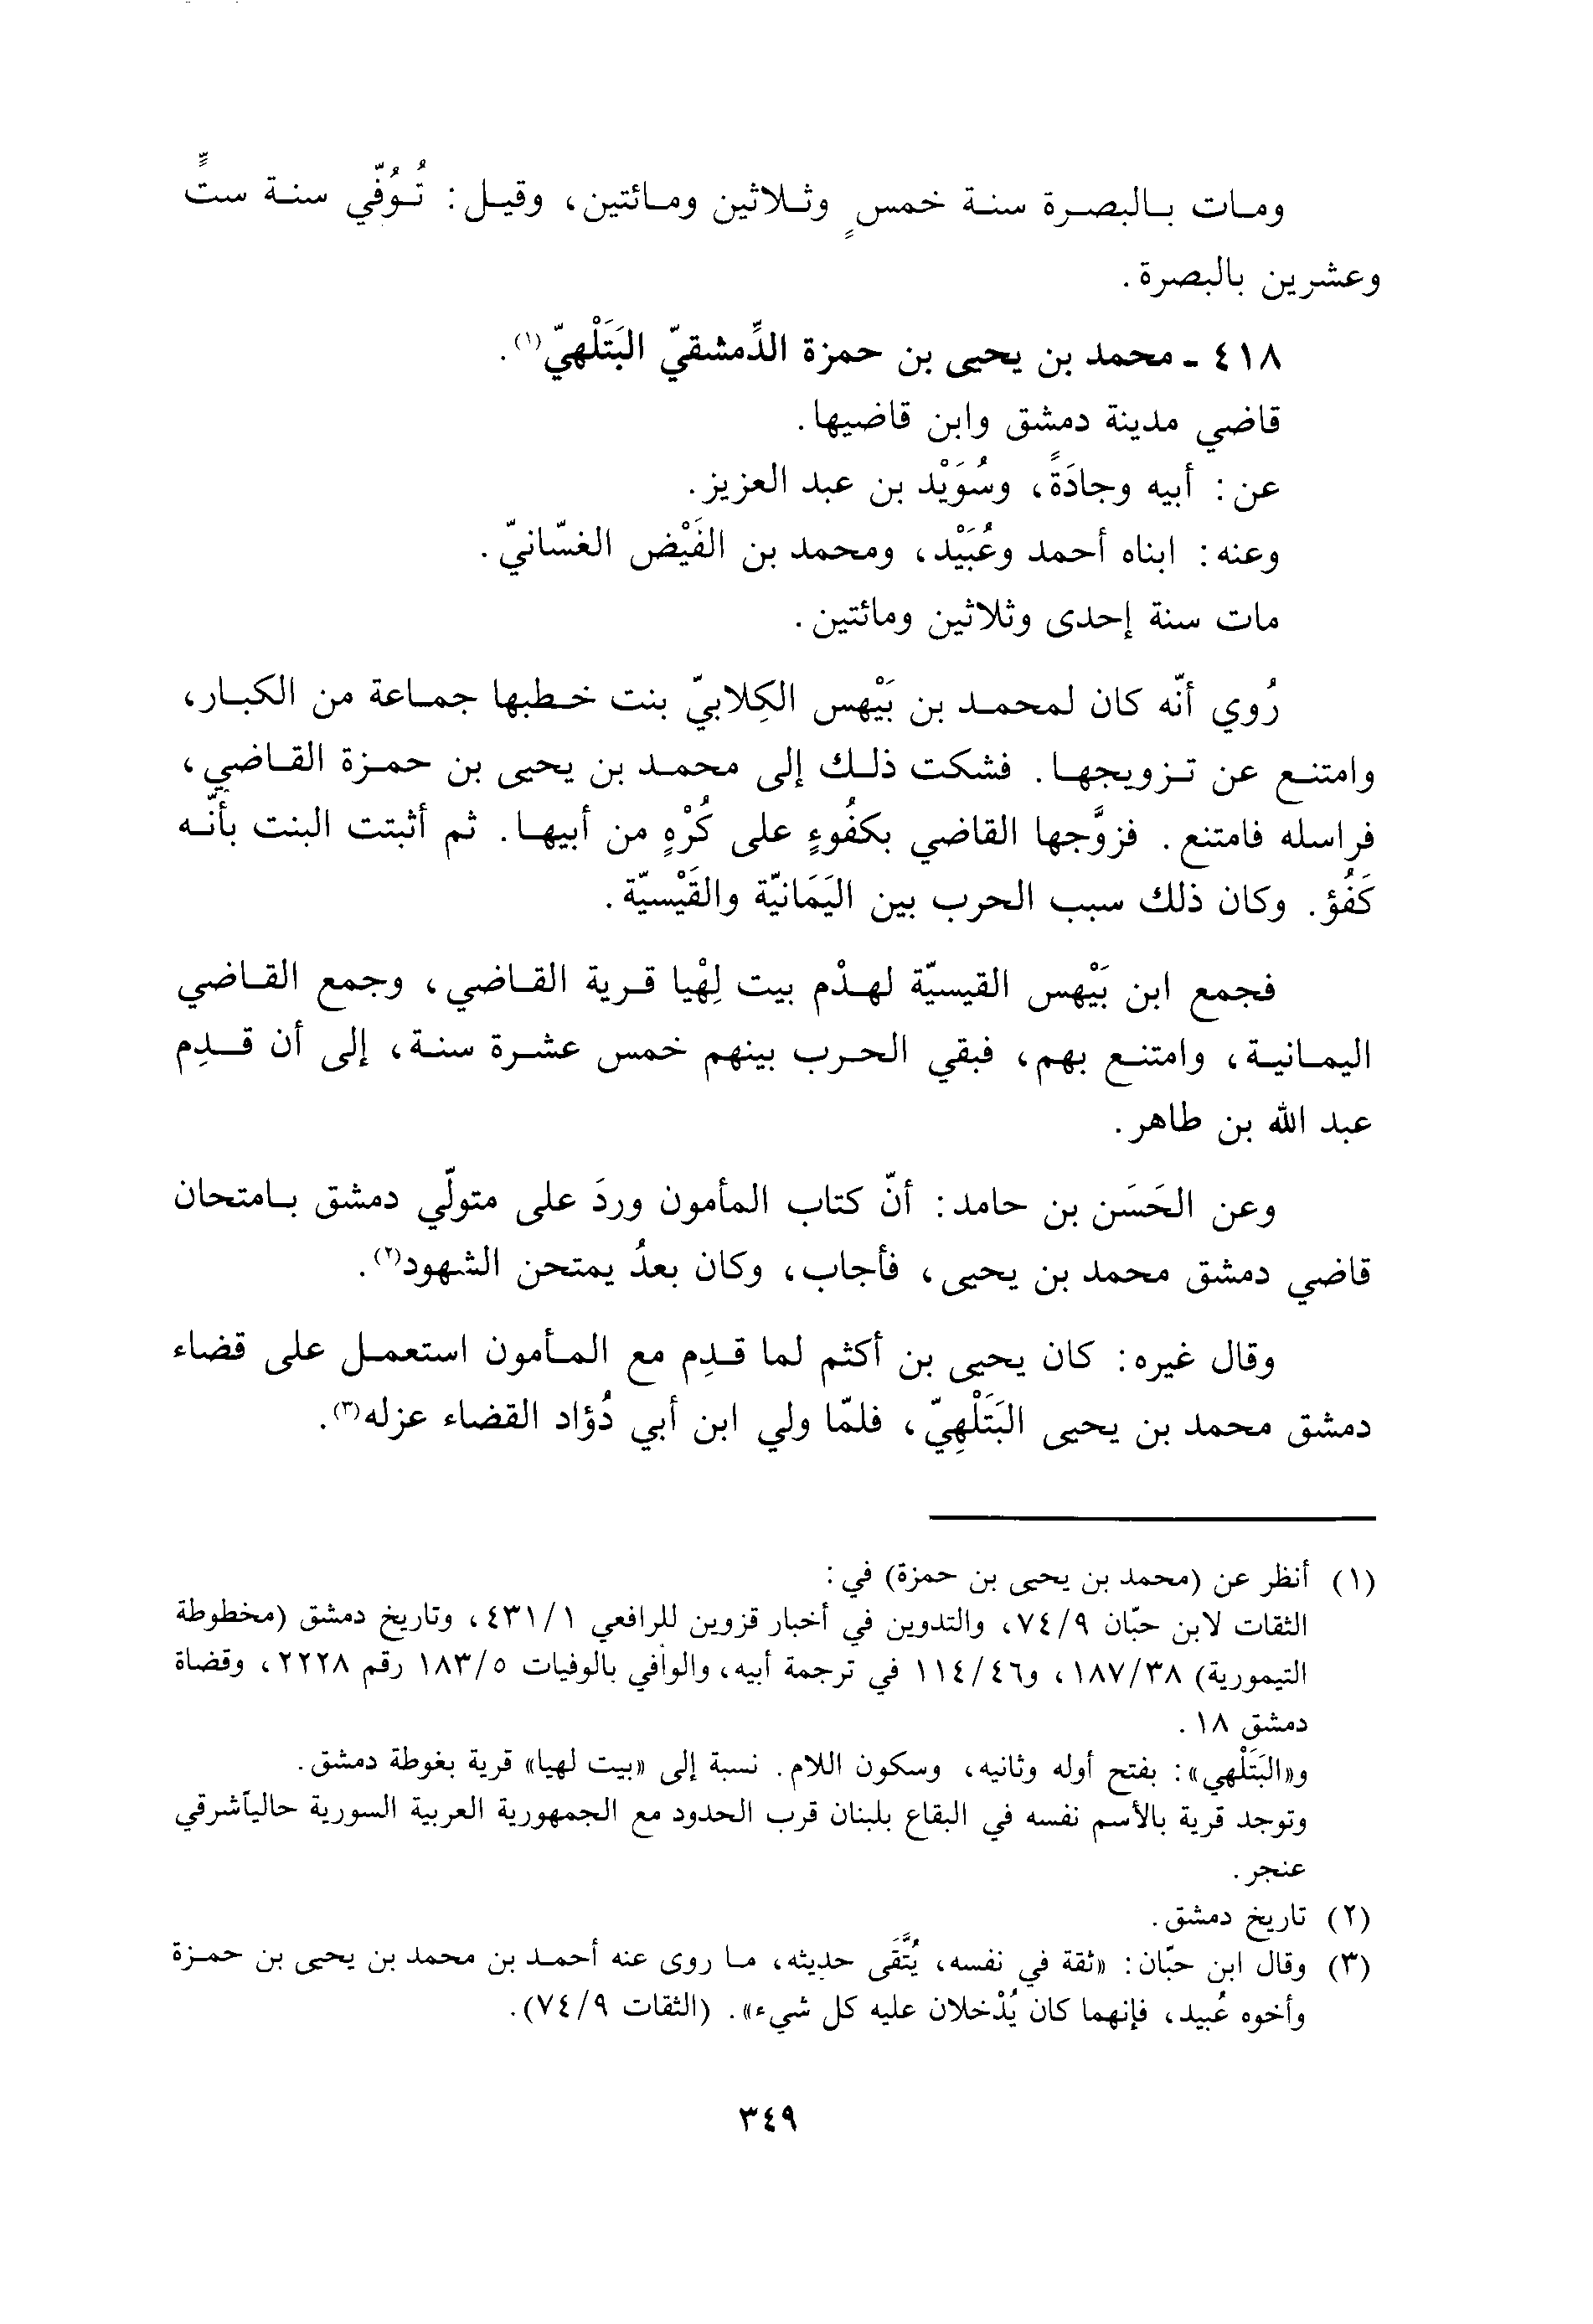 ومات بالبصرة سنة خمسٍ وثلاثين ومائتين، وقيل: تُوُفّي سنة ستٍّ
وعشرين بالبصرة.
٤١٨ - محمد بن يحيى بن حمزة الدِّمشقيّ البَتَلْهيّ(١).
قاضي مدينة دمشق وابن قاضيها.
عن: أبيه وجادَةً، وسُوَيْد بن عبد العزيز.
وعنه: ابناه أحمد وعُبَيْد، ومحمد بن الفَيْض الغسّانيّ.
مات سنة إحدى وثلاثين ومائتين.
رُوي أنّه كان لمحمد بن بَيْهس الكِلابيّ بنت خطبها جماعة من الكبار،
وامتنع عن تزويجها. فشكت ذلك إلى محمد بن يحيى بن حمزة القاضي،
فراسله فامتنع. فزوَّجها القاضي بكفُوءٍ على كُرْهٍ من أبيها. ثم أثبتت البنت بأنّه
كَفُؤ. وكان ذلك سبب الحرب بين اليَمَانيّة والقَيْسيّة.
فجمع ابن بَيْهس القيسيّة لهدْم بيت لِهْيا قرية القاضي، وجمع القاضي
اليمانية، وامتنع بهم، فبقي الحرب بينهم خمس عشرة سنة، إلى أن قدِم
عبد الله بن طاهر.
وعن الحَسَن بن حامد: أنّ كتاب المأمون وردَ على متولّي دمشق بامتحان
قاضي دمشق محمد بن يحيى، فأجاب، وكان بعدُ يمتحن الشهود(٢).
وقال غيره: كان يحيى بن أكثم لما قدِم مع المأمون استعمل على قضاء
دمشق محمد بن يحيى البَتَلْهِيّ، فلمّا ولي ابن أبي دُؤاد القضاء عزله(٣).
(١) أنظر عن (محمد بن يحيى بن حمزة) في:
الثقات لابن حبّان ٧٤/٩، والتدوين في أخبار قزوين للرافعي ٤٣١/١، وتاريخ دمشق (مخطوطة
التيمورية) ١٨٧/٣٨، و١١٤/٤٦ في ترجمة أبيه، والوافي بالوفيات ١٨٣/٥ رقم ٢٢٢٨، وقضاة
دمشق ١٨.
و«البَتَلْهي»: بفتح أوله وثانيه، وسكون اللام. نسبة إلى «بيت لهيا» قرية بغوطة دمشق.
وتوجد قرية بالأسم نفسه في البقاع بلبنان قرب الحدود مع الجمهورية العربية السورية حالياًشرقي
عنجر.
(٢) تاريخ دمشق.
(٣) وقال ابن حبّان: «ثقة في نفسه، يُتَّقى حديثه، ما روى عنه أحمد بن محمد بن يحيى بن حمزة
وأخوه عُبيد، فإنهما كان يُدْخلان عليه كل شيء». (الثقات ٧٤/٩).
٣٤٩